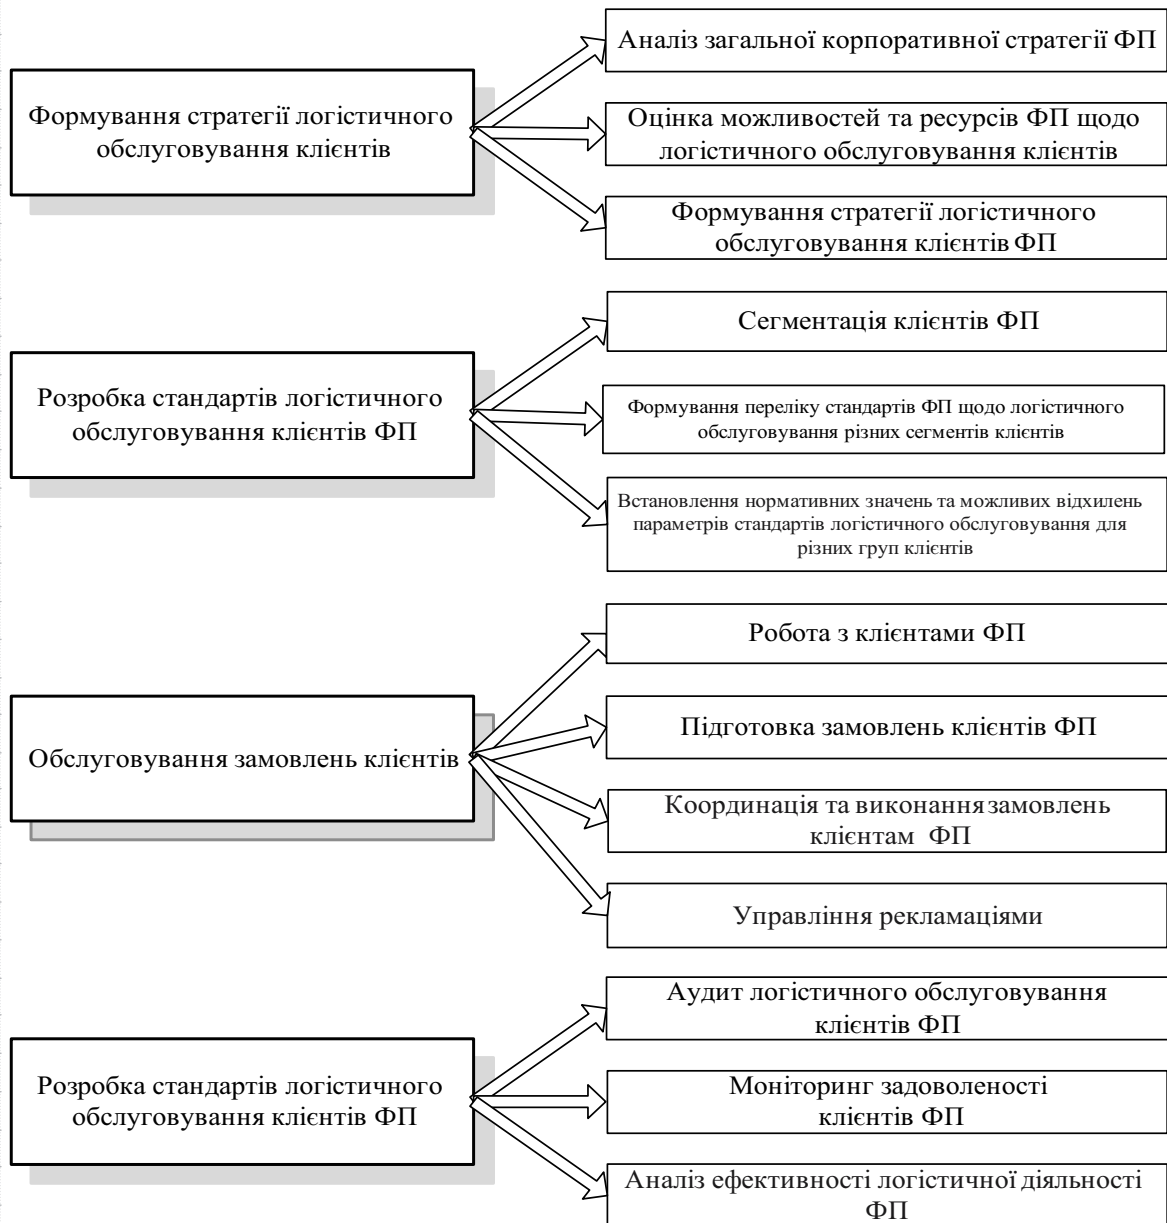 Формування стратегії логістичного
обслуговування клієнтів
Аналіз загальної корпоративної стратегії ФП
Оцінка можливостей та ресурсів ФП щодо
логістичного обслуговування клієнтів
Формування стратегії логістичного
обслуговування клієнтів ФП
Розробка стандартів логістичного
обслуговування клієнтів ФП
Сегментація клієнтів ФП
Формування переліку стандартів ФП щодо логістичного
обслуговування різних сегментів клієнтів
Встановлення нормативних значень та можливих відхилень
параметрів стандартів логістичного обслуговування для
різних груп клієнтів
Обслуговування замовлень клієнтів
Робота з клієнтами ФП
Підготовка замовлень клієнтів ФП
Координація та виконання замовлень
клієнтам ФП
Управління рекламаціями
Розробка стандартів логістичного
обслуговування клієнтів ФП
Аудит логістичного обслуговування
клієнтів ФП
Моніторинг задоволеності
клієнтів ФП
Аналіз ефективності логістичної діяльності
ФП